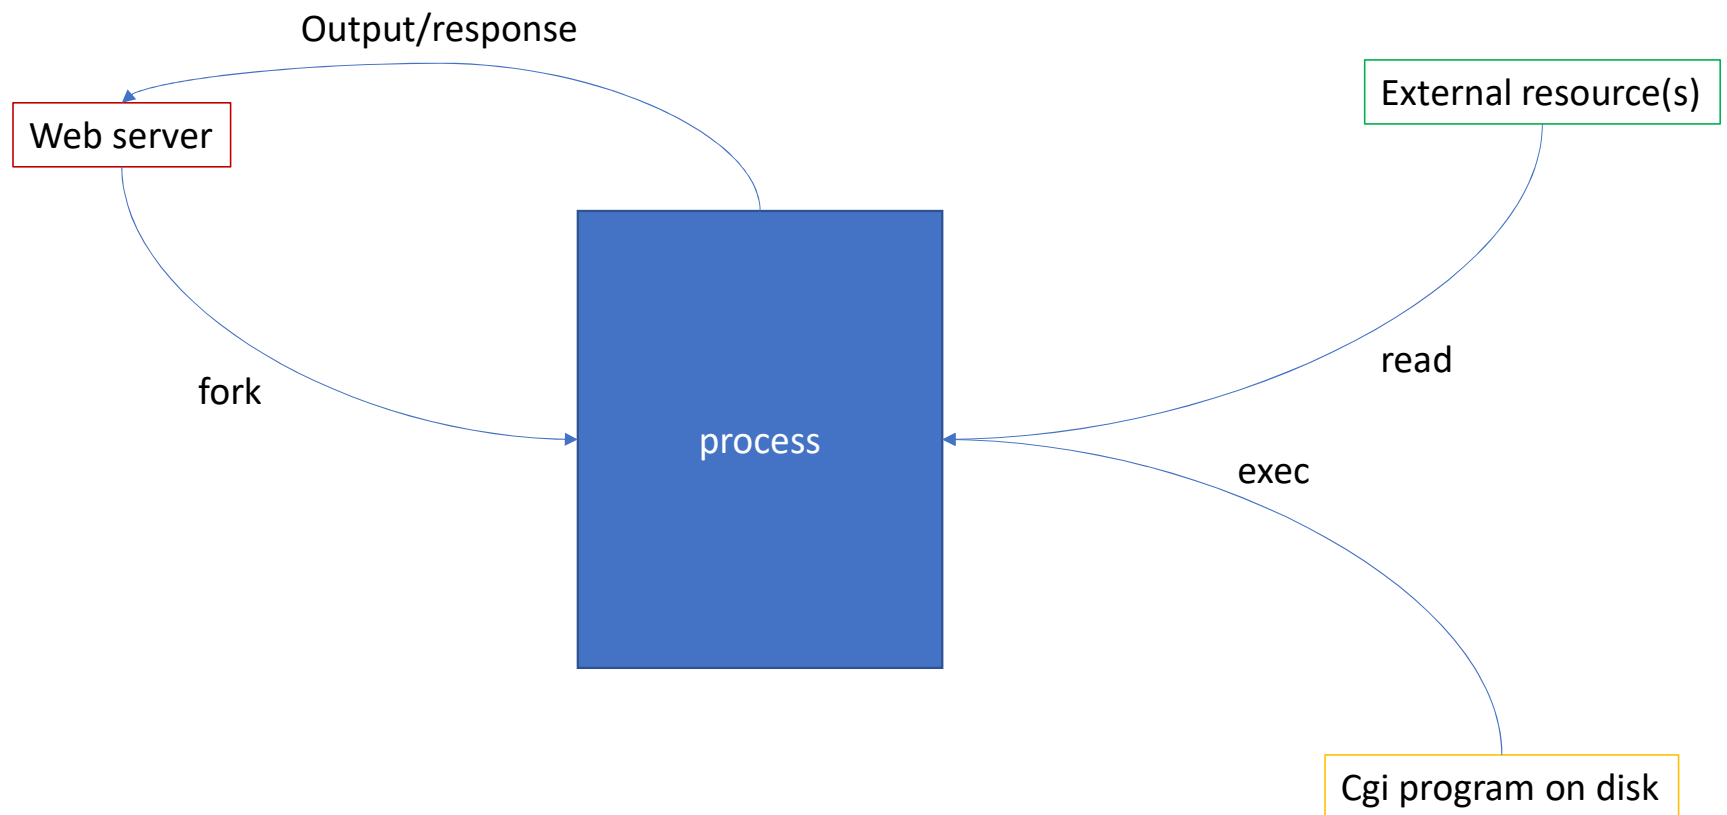 Output/response
Web server
External resource(s)
fork
read
process
exec
Cgi program on disk